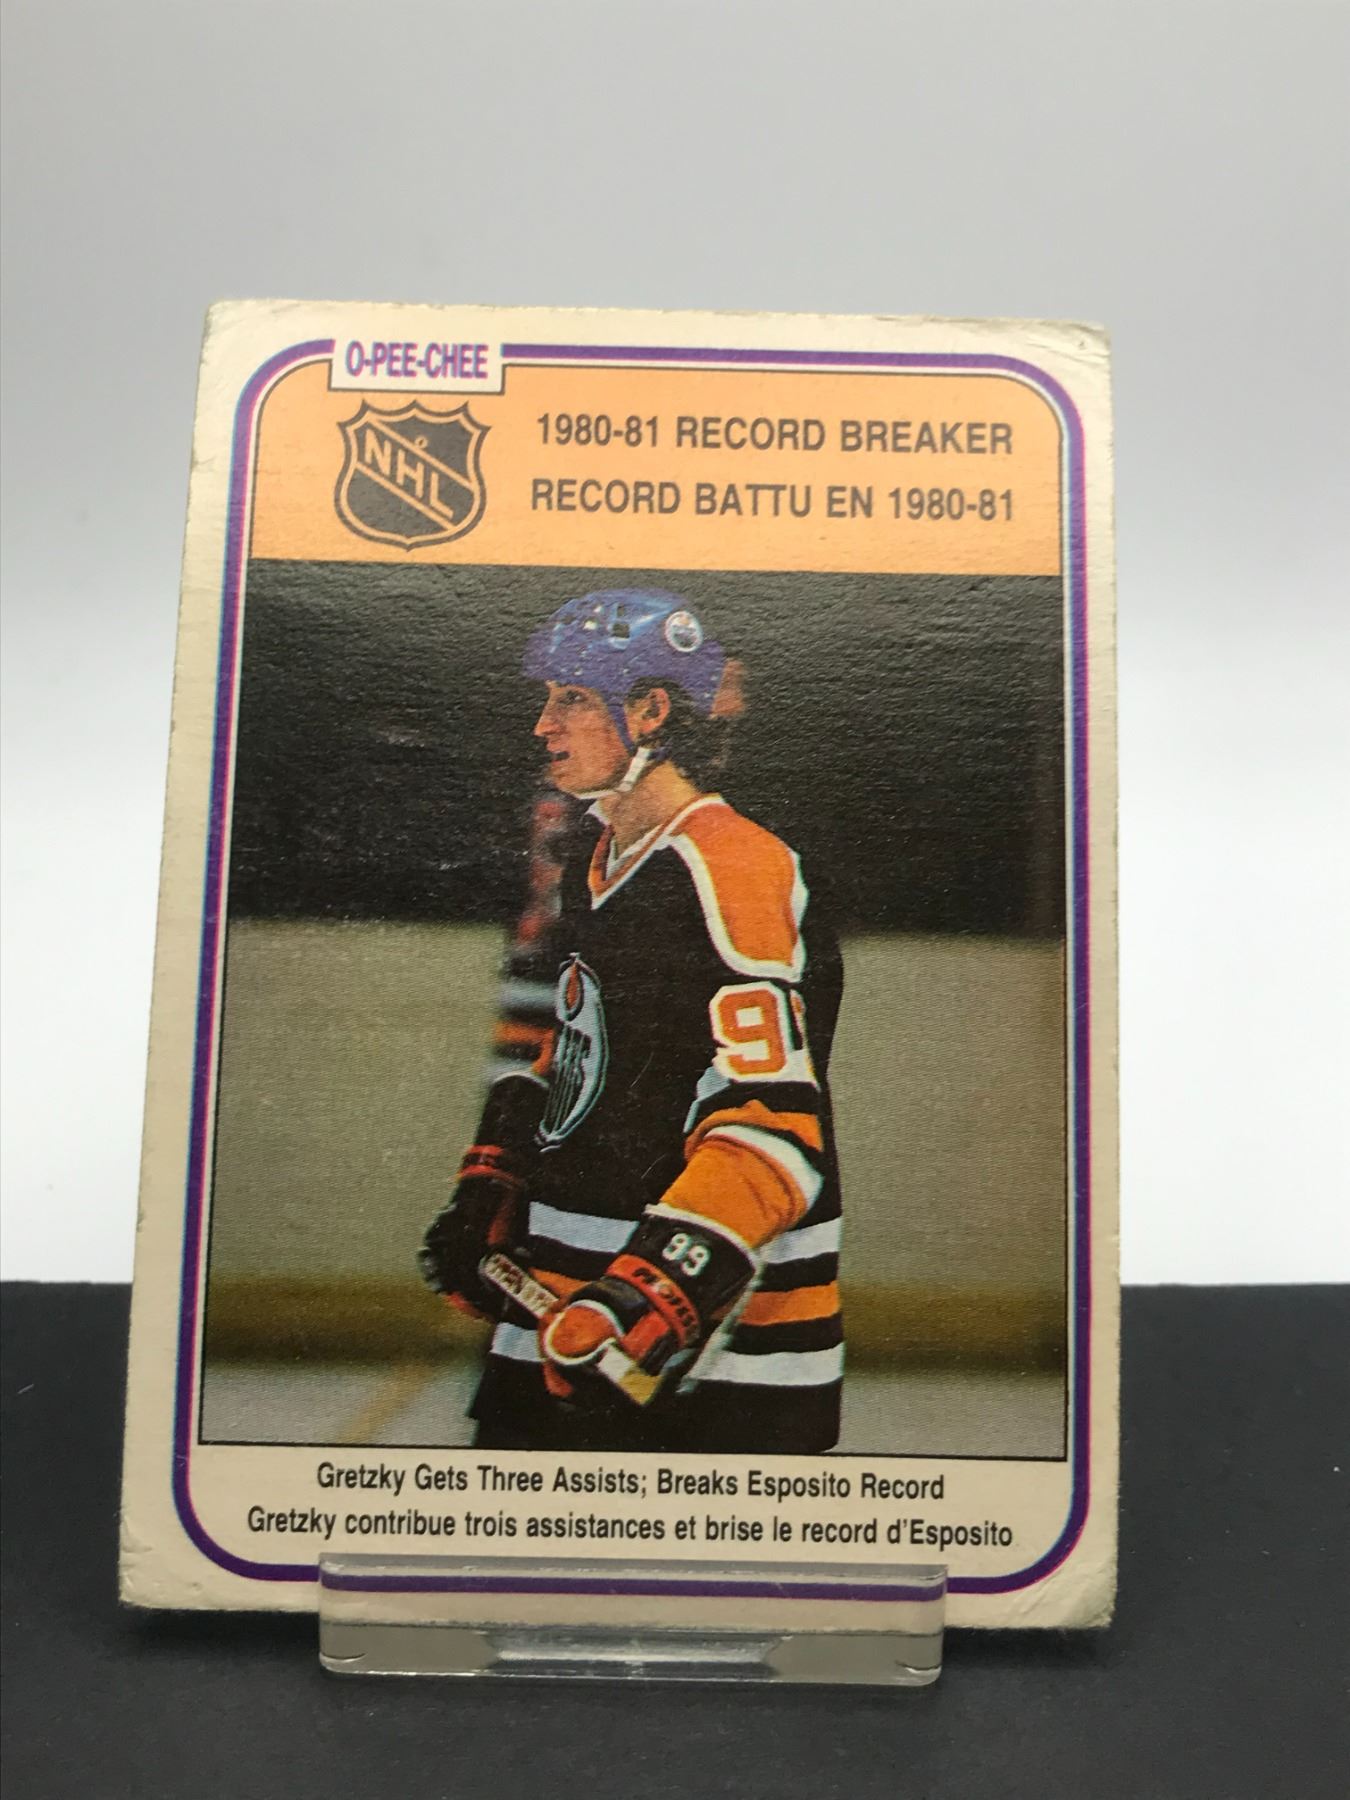 O-PEE-CHEE
NHL
1980-81 RECORD BREAKER
RECORD BATTU EN 1980-81
9
99
Gretzky Gets Three Assists; Breaks Esposito Record
Gretzky contribue trois assistances et brise le record d'Esposito